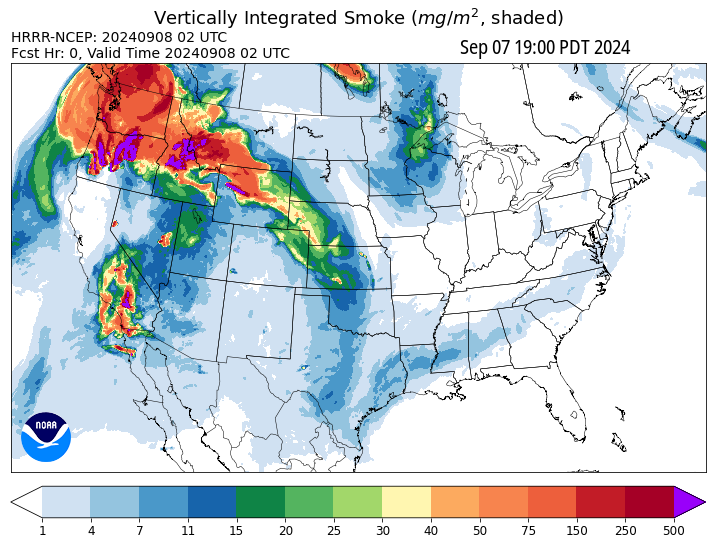 Vertically Integrated Smoke (mg/m², shaded)
HRRR-NCEP: 20240908 02 UTC
Fcst Hr: 0, Valid Time 20240908 02 UTC
Sep 07 19:00 PDT 2024
NOAA
1 4 7 11 15 20 25 30 40 50 75 150 250 500